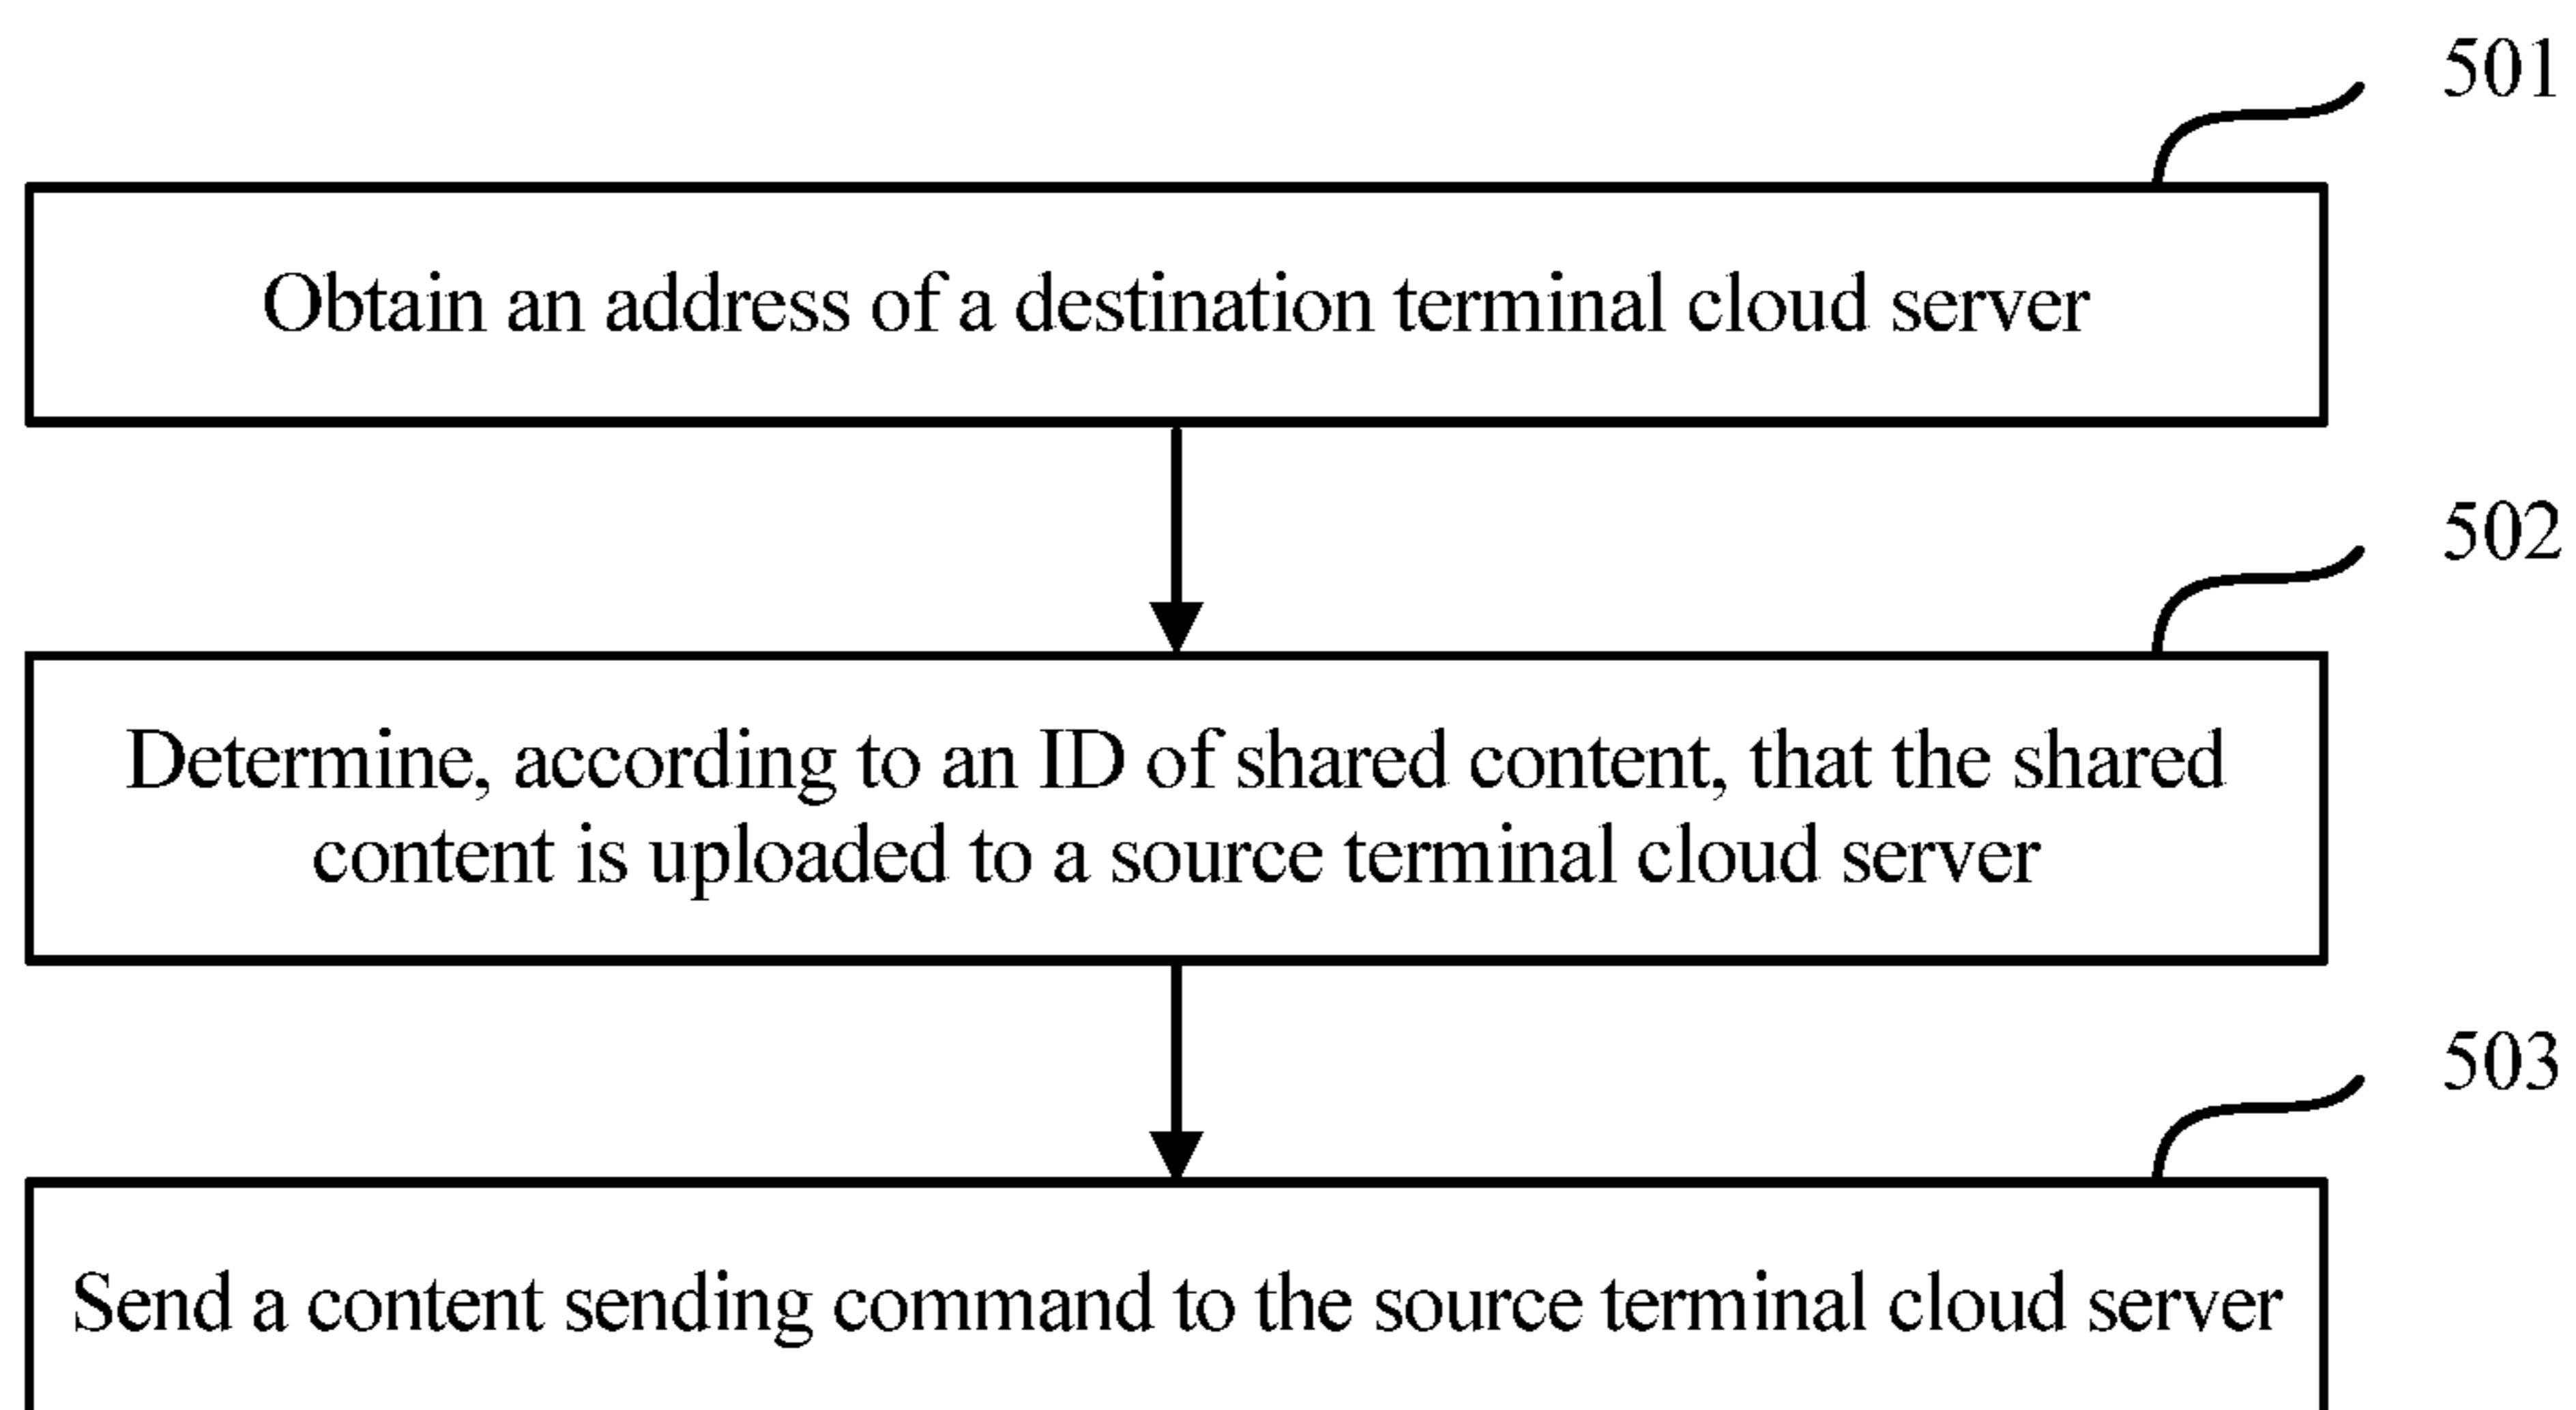 501
Obtain an address of a destination terminal cloud server
502
Determine, according to an ID of shared content, that the shared
content is uploaded to a source terminal cloud server
503
Send a content sending command to the source terminal cloud server